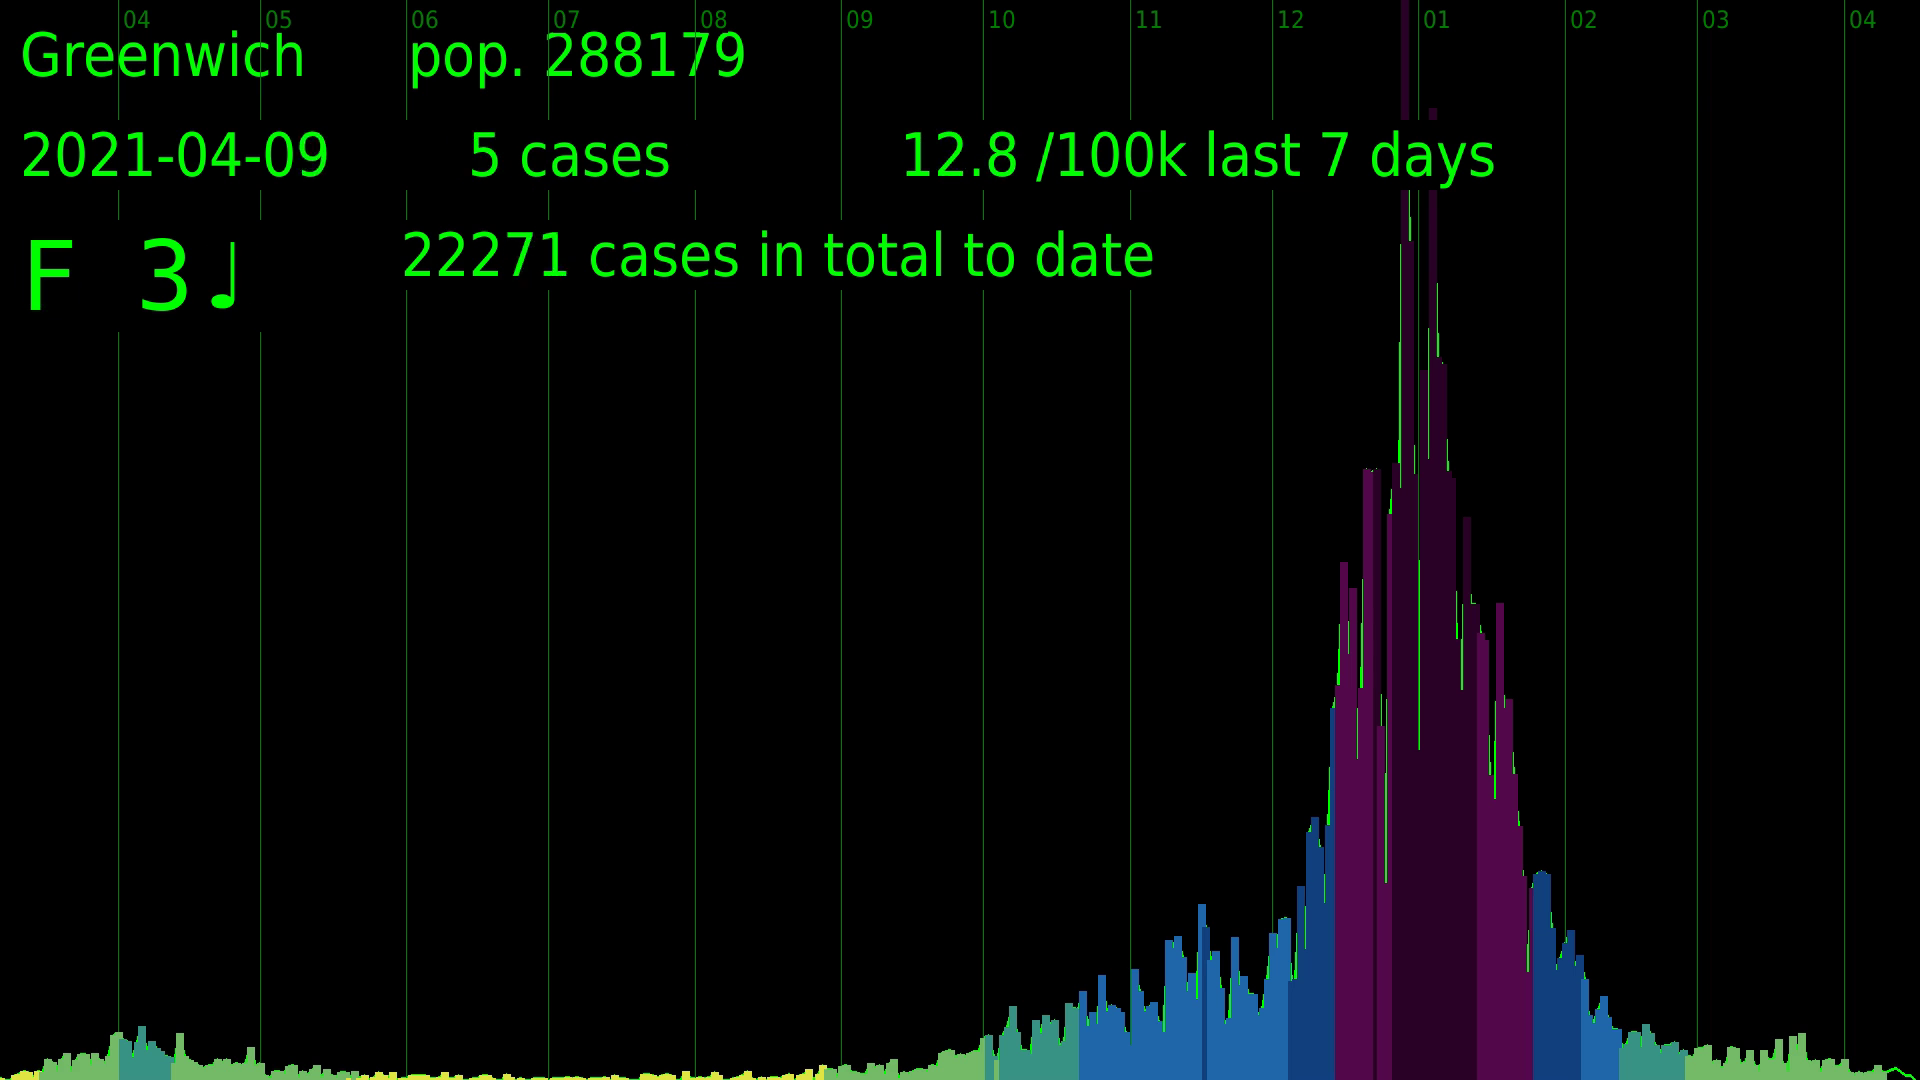 04 05 06 07 08 09 10 11 12 01 02 03 04
Greenwich pop. 288179
2021-04-09 5 cases 12.8 /100k last 7 days
F 3♩ 22271 cases in total to date